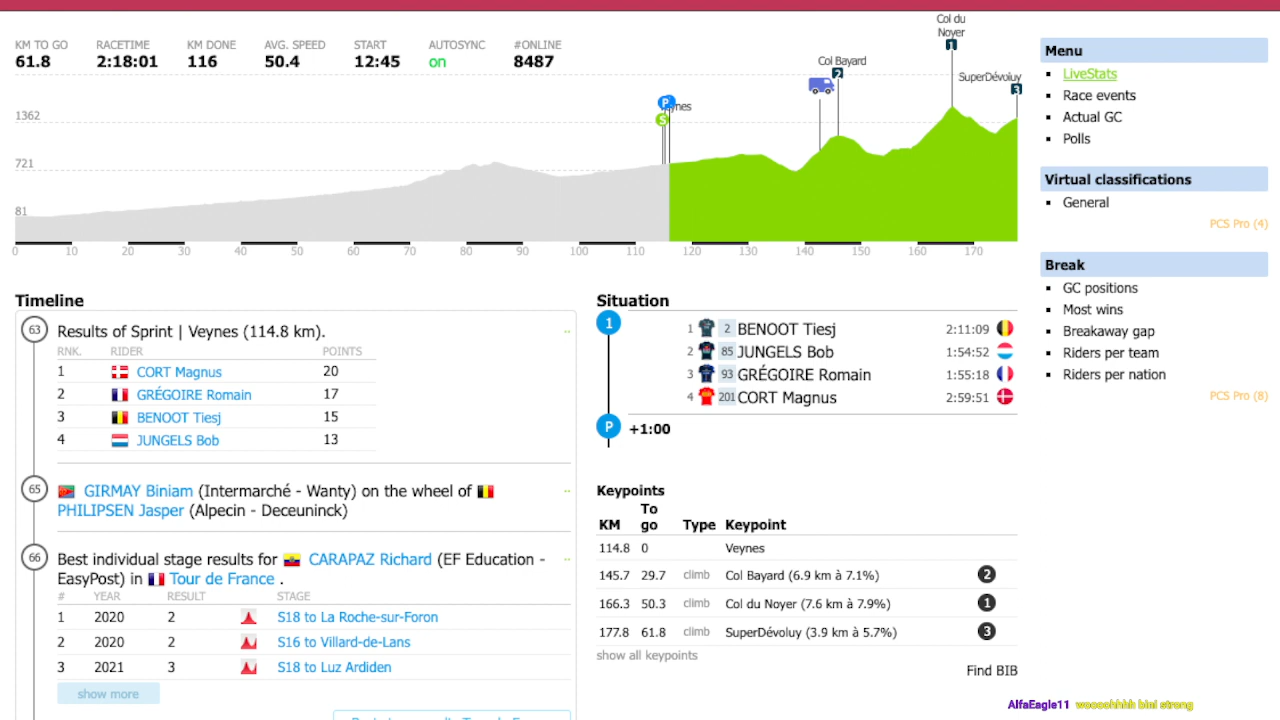 KM TO GO RACETIME KM DONE AVG. SPEED START AUTOSYNC #ONLINE
61.8 2:18:01 116 50.4 12:45 on 8487
Col du
Noyer
1
Col Bayard
2
SuperDévoluy
3
P
S
1362
721
81
0 10 20 30 40 50 60 70 80 90 100 110 120 130 140 150 160 170
Menu
LiveStats
Race events
Actual GC
Polls
Virtual classifications
General
PCS Pro (4)
Break
GC positions
Most wins
Breakaway gap
Riders per team
Riders per nation
PCS Pro (8)
Timeline
63 Results of Sprint | Veynes (114.8 km).
RNK. RIDER POINTS
1 CORT Magnus 20
2 GRÉGOIRE Romain 17
3 BENOOT Tiesj 15
4 JUNGELS Bob 13
65 GIRMAY Biniam (Intermarché - Wanty) on the wheel of
PHILIPSEN Jasper (Alpecin - Deceuninck)
66 Best individual stage results for CARAPAZ Richard (EF Education -
EasyPost) in Tour de France .
# YEAR RESULT STAGE
1 2020 2 S18 to La Roche-sur-Foron
2 2020 2 S16 to Villard-de-Lans
3 2021 3 S18 to Luz Ardiden
show more
Situation
1
1 2 BENOOT Tiesj 2:11:09
2 85 JUNGELS Bob 1:54:52
3 93 GRÉGOIRE Romain 1:55:18
4 201 CORT Magnus 2:59:51
P +1:00
Keypoints
KM To go Type Keypoint
114.8 0 Veynes
145.7 29.7 climb Col Bayard (6.9 km à 7.1%) 2
166.3 50.3 climb Col du Noyer (7.6 km à 7.9%) 1
177.8 61.8 climb SuperDévoluy (3.9 km à 5.7%) 3
show all keypoints
Find BIB
AlfaEagle11 woooohhhh bini strong